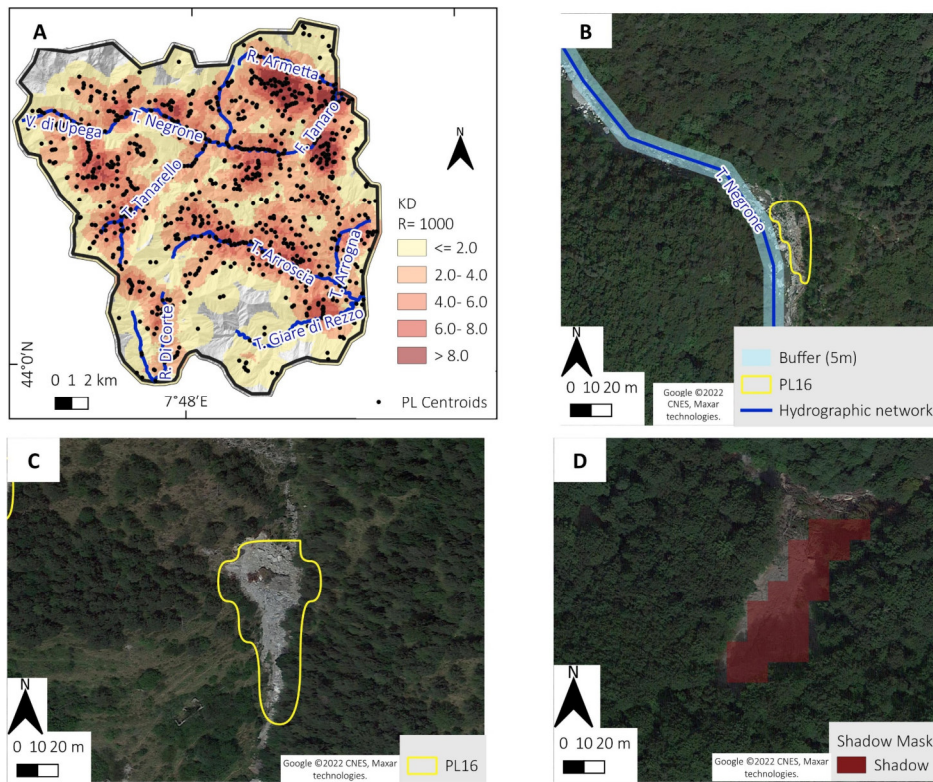 A
R. Armetta
V. di Upega
T. Negrone
F. Tanaro
T. Tanarello
N
KD
R= 1000
<= 2.0
2.0- 4.0
4.0- 6.0
6.0- 8.0
> 8.0
T. Arroscia
T. Arrogna
R. Di Corte
T. Giare di Rezzo
44°0'N
0 1 2 km
7°48'E
PL Centroids
B
T. Negrone
N
0 10 20 m
Google ©2022
CNES, Maxar
technologies.
Buffer (5m)
PL16
Hydrographic network
C
N
0 10 20 m
Google ©2022 CNES, Maxar
technologies.
PL16
D
N
0 10 20 m
Google ©2022 CNES, Maxar
technologies.
Shadow Mask
Shadow